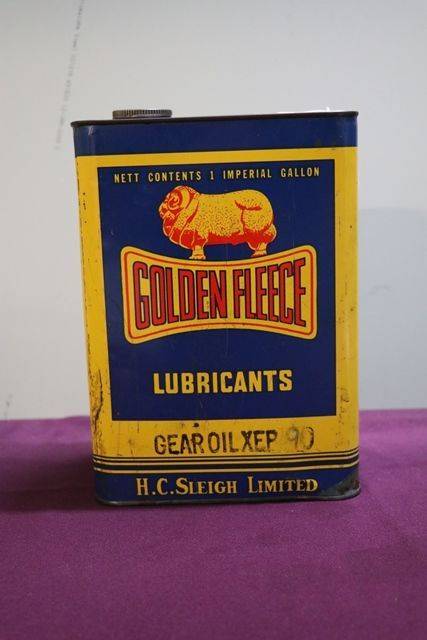 NETT CONTENTS 1 IMPERIAL GALLON
GOLDEN FLEECE
LUBRICANTS
GEAR OIL XEP 90
H.C. SLEIGH LIMITED